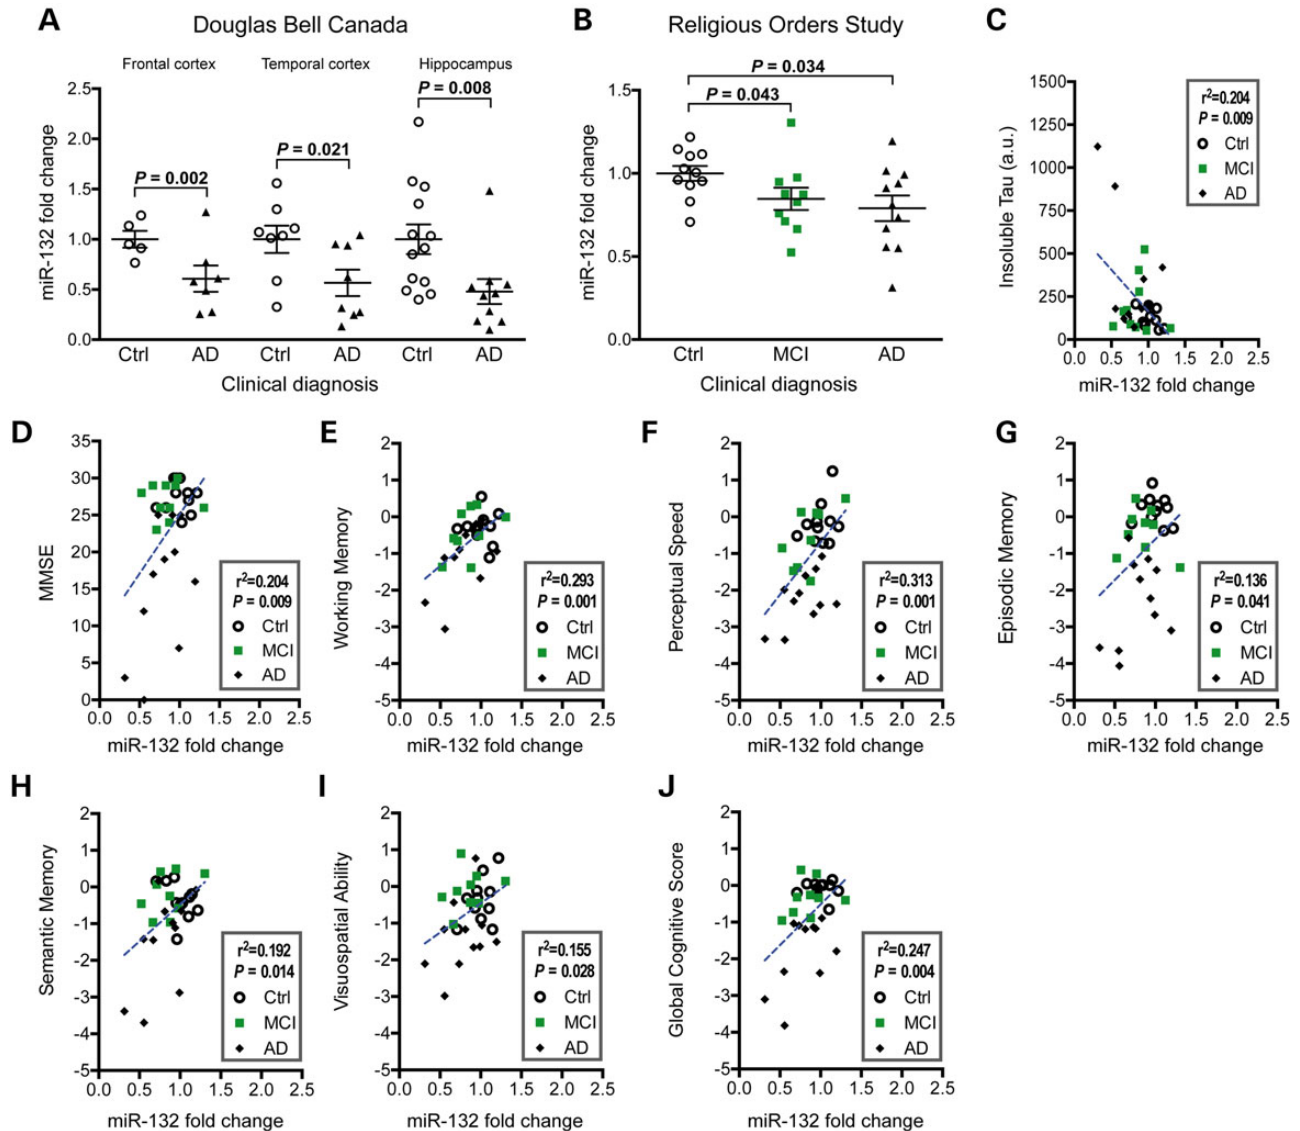 A
Douglas Bell Canada
Frontal cortex
Temporal cortex
Hippocampus
P = 0.002
P = 0.021
P = 0.008
miR-132 fold change
2.5
2.0
1.5
1.0
0.5
0.0
Ctrl
AD
Ctrl
AD
Ctrl
AD
Clinical diagnosis
B
Religious Orders Study
P = 0.034
P = 0.043
miR-132 fold change
1.5
1.0
0.5
0.0
Ctrl
MCI
AD
Clinical diagnosis
C
Insoluble Tau (a.u.)
1500
1250
1000
750
500
250
0
0.0 0.5 1.0 1.5 2.0 2.5
miR-132 fold change
r²=0.204
P = 0.009
Ctrl
MCI
AD
D
MMSE
35
30
25
20
15
10
5
0
0.0 0.5 1.0 1.5 2.0 2.5
miR-132 fold change
r²=0.204
P = 0.009
Ctrl
MCI
AD
E
Working Memory
2
1
0
-1
-2
-3
-4
-5
0.0 0.5 1.0 1.5 2.0 2.5
miR-132 fold change
r²=0.293
P = 0.001
Ctrl
MCI
AD
F
Perceptual Speed
2
1
0
-1
-2
-3
-4
-5
0.0 0.5 1.0 1.5 2.0 2.5
miR-132 fold change
r²=0.313
P = 0.001
Ctrl
MCI
AD
G
Episodic Memory
2
1
0
-1
-2
-3
-4
-5
0.0 0.5 1.0 1.5 2.0 2.5
miR-132 fold change
r²=0.136
P = 0.041
Ctrl
MCI
AD
H
Semantic Memory
2
1
0
-1
-2
-3
-4
-5
0.0 0.5 1.0 1.5 2.0 2.5
miR-132 fold change
r²=0.192
P = 0.014
Ctrl
MCI
AD
I
Visuospatial Ability
2
1
0
-1
-2
-3
-4
-5
0.0 0.5 1.0 1.5 2.0 2.5
miR-132 fold change
r²=0.155
P = 0.028
Ctrl
MCI
AD
J
Global Cognitive Score
2
1
0
-1
-2
-3
-4
-5
0.0 0.5 1.0 1.5 2.0 2.5
miR-132 fold change
r²=0.247
P = 0.004
Ctrl
MCI
AD